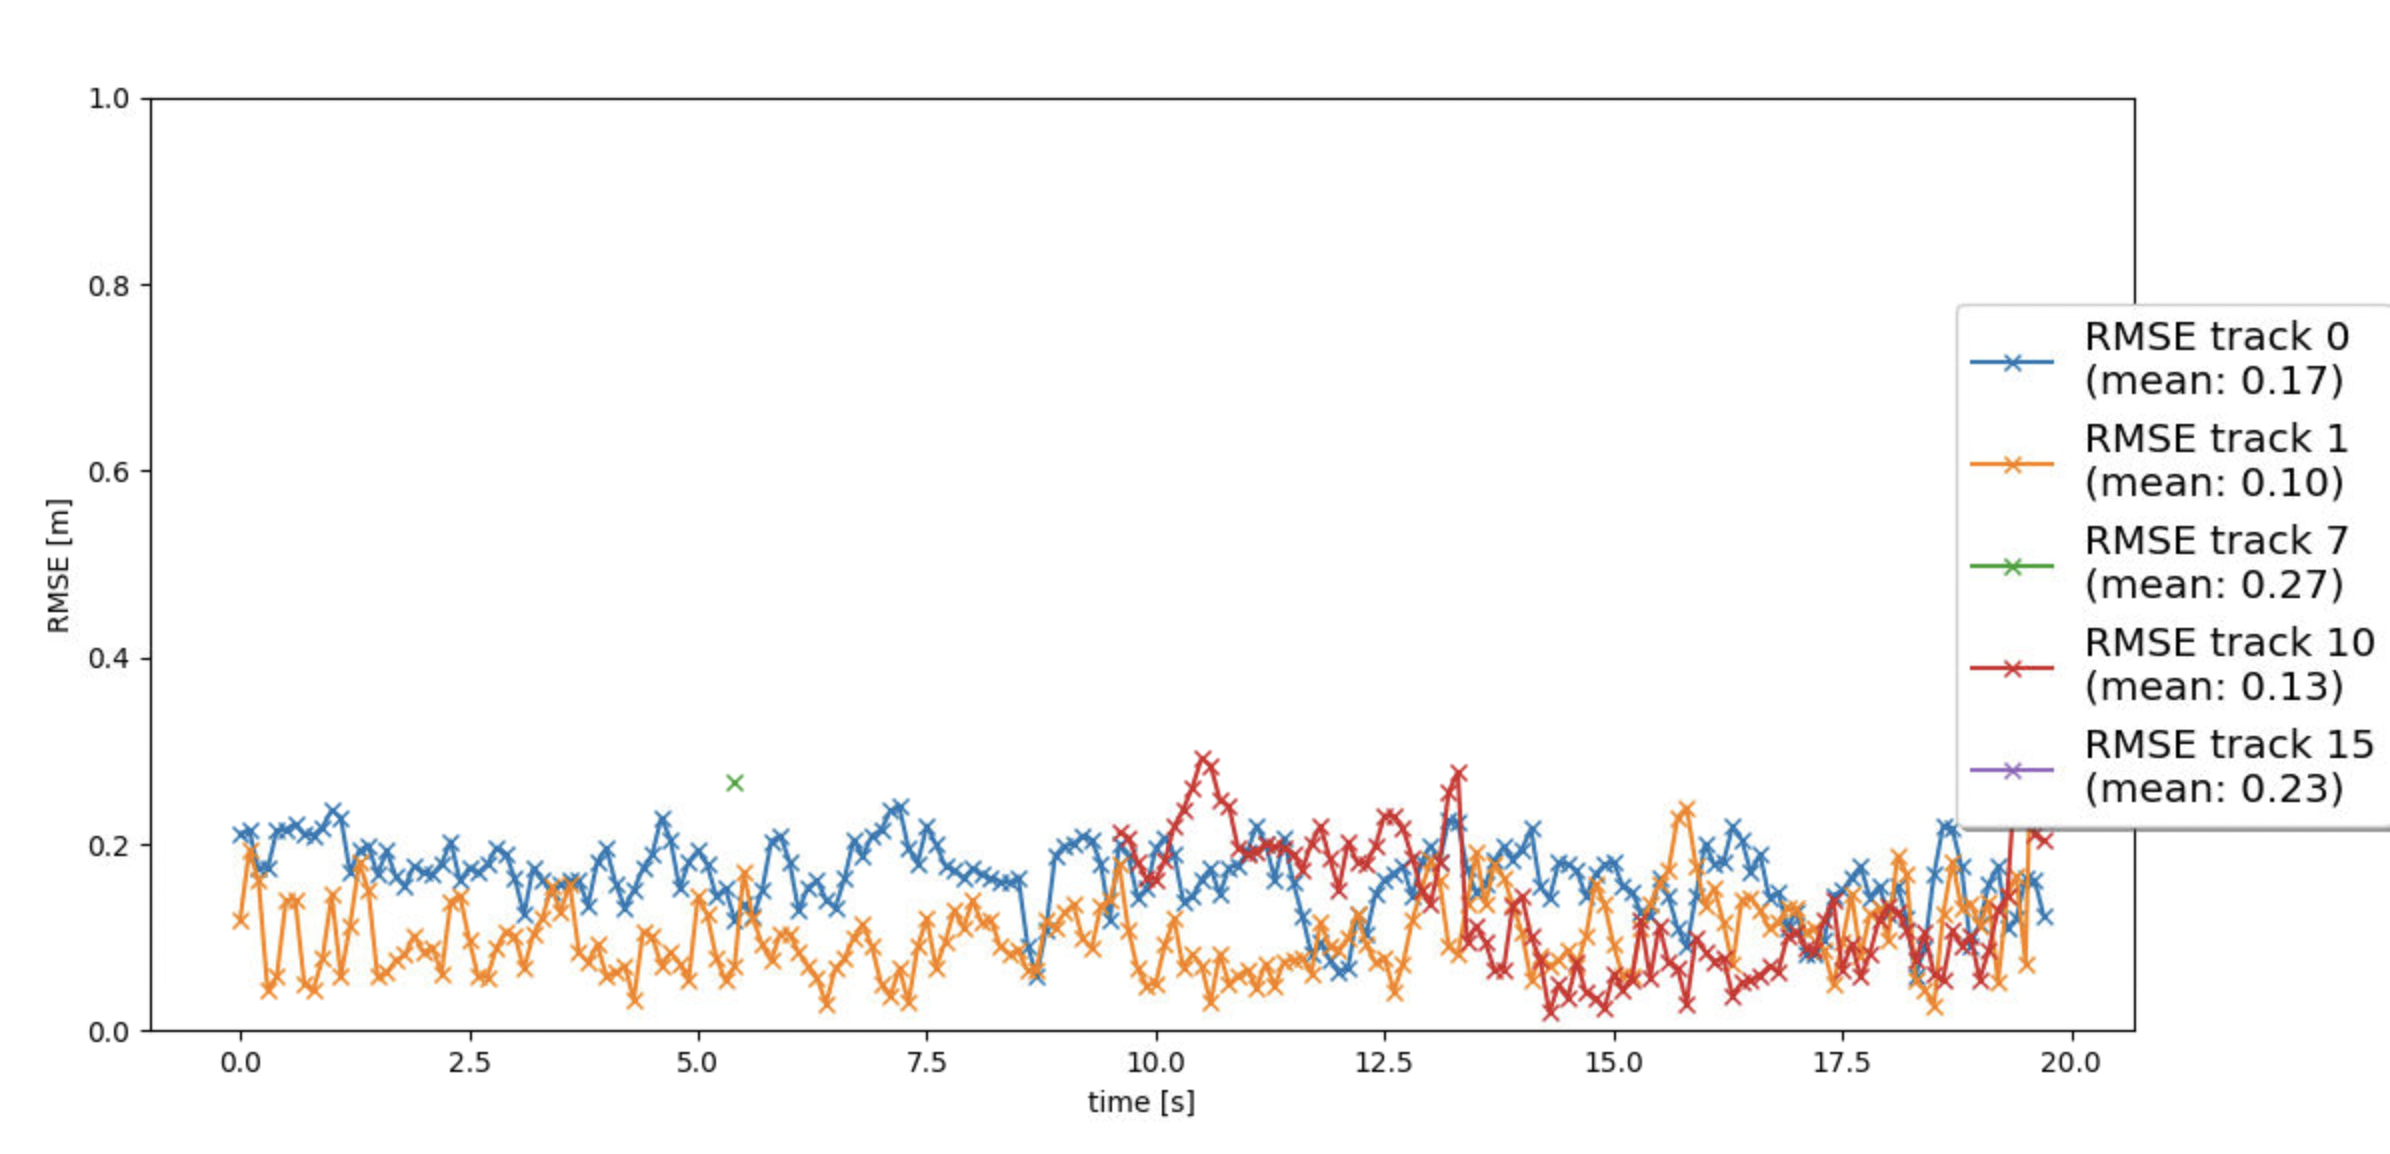 1.0
0.8
0.6
0.4
0.2
0.0
RMSE [m]
0.0 2.5 5.0 7.5 10.0 12.5 15.0 17.5 20.0
time [s]
RMSE track 0
(mean: 0.17)
RMSE track 1
(mean: 0.10)
RMSE track 7
(mean: 0.27)
RMSE track 10
(mean: 0.13)
RMSE track 15
(mean: 0.23)